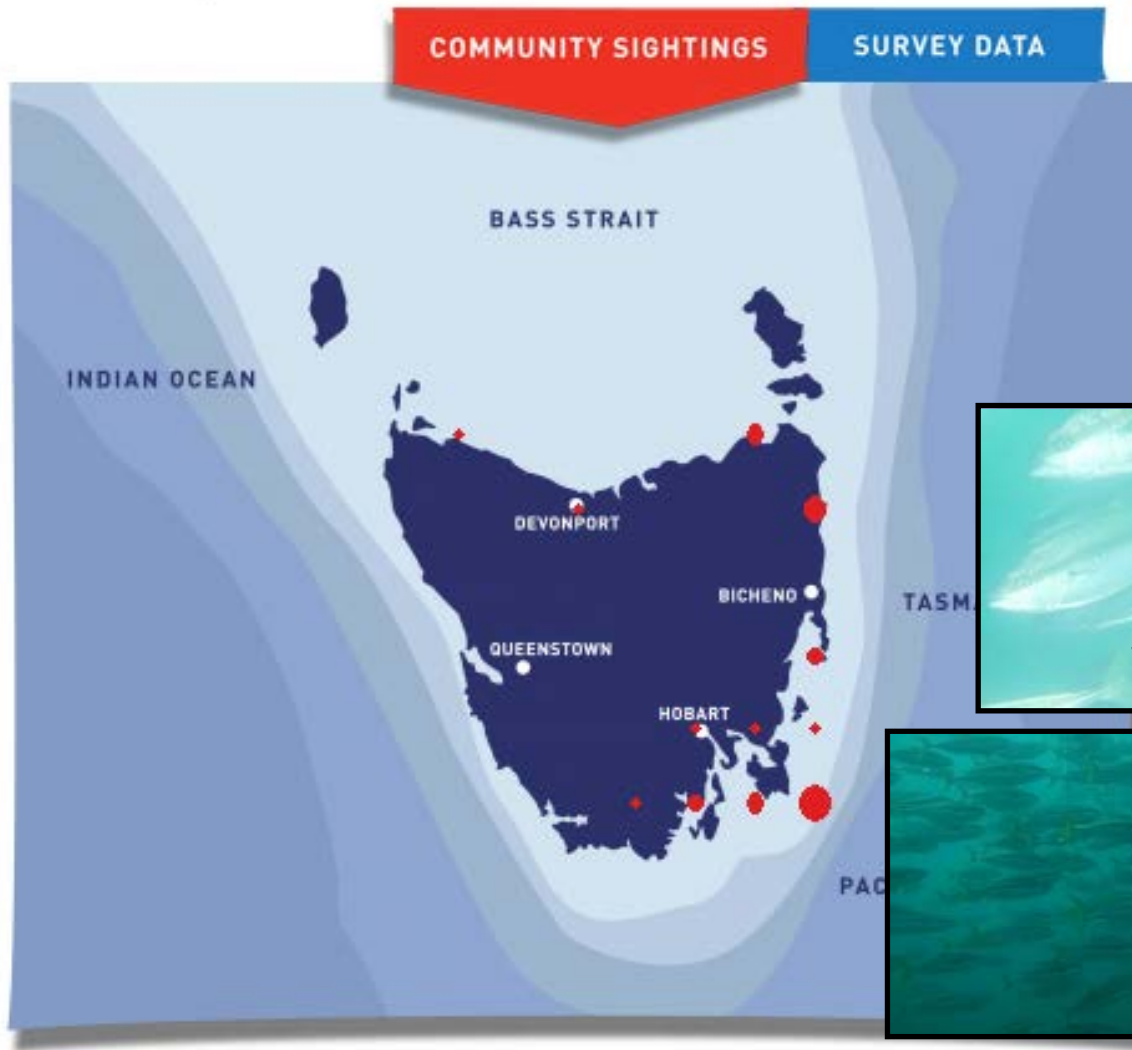 COMMUNITY SIGHTINGS
SURVEY DATA
BASS STRAIT
INDIAN OCEAN
DEVONPORT
BICHENO
QUEENSTOWN
HOBART